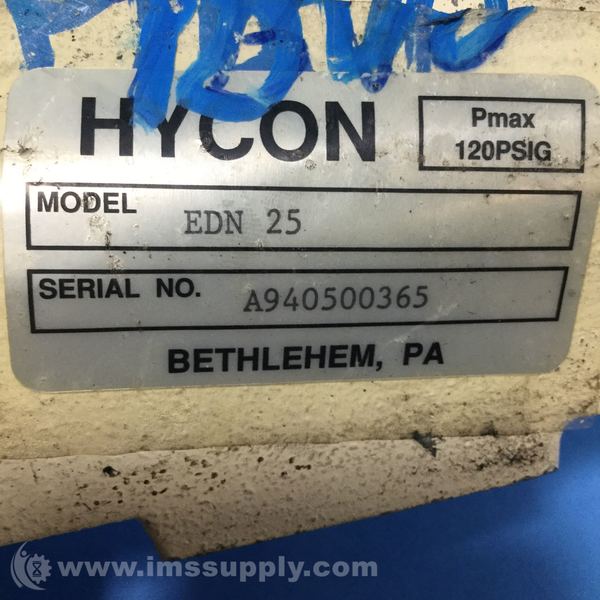 HYCON
Pmax
120PSIG
MODEL EDN 25
SERIAL NO. A940500365
BETHLEHEM, PA
www.imssupply.com